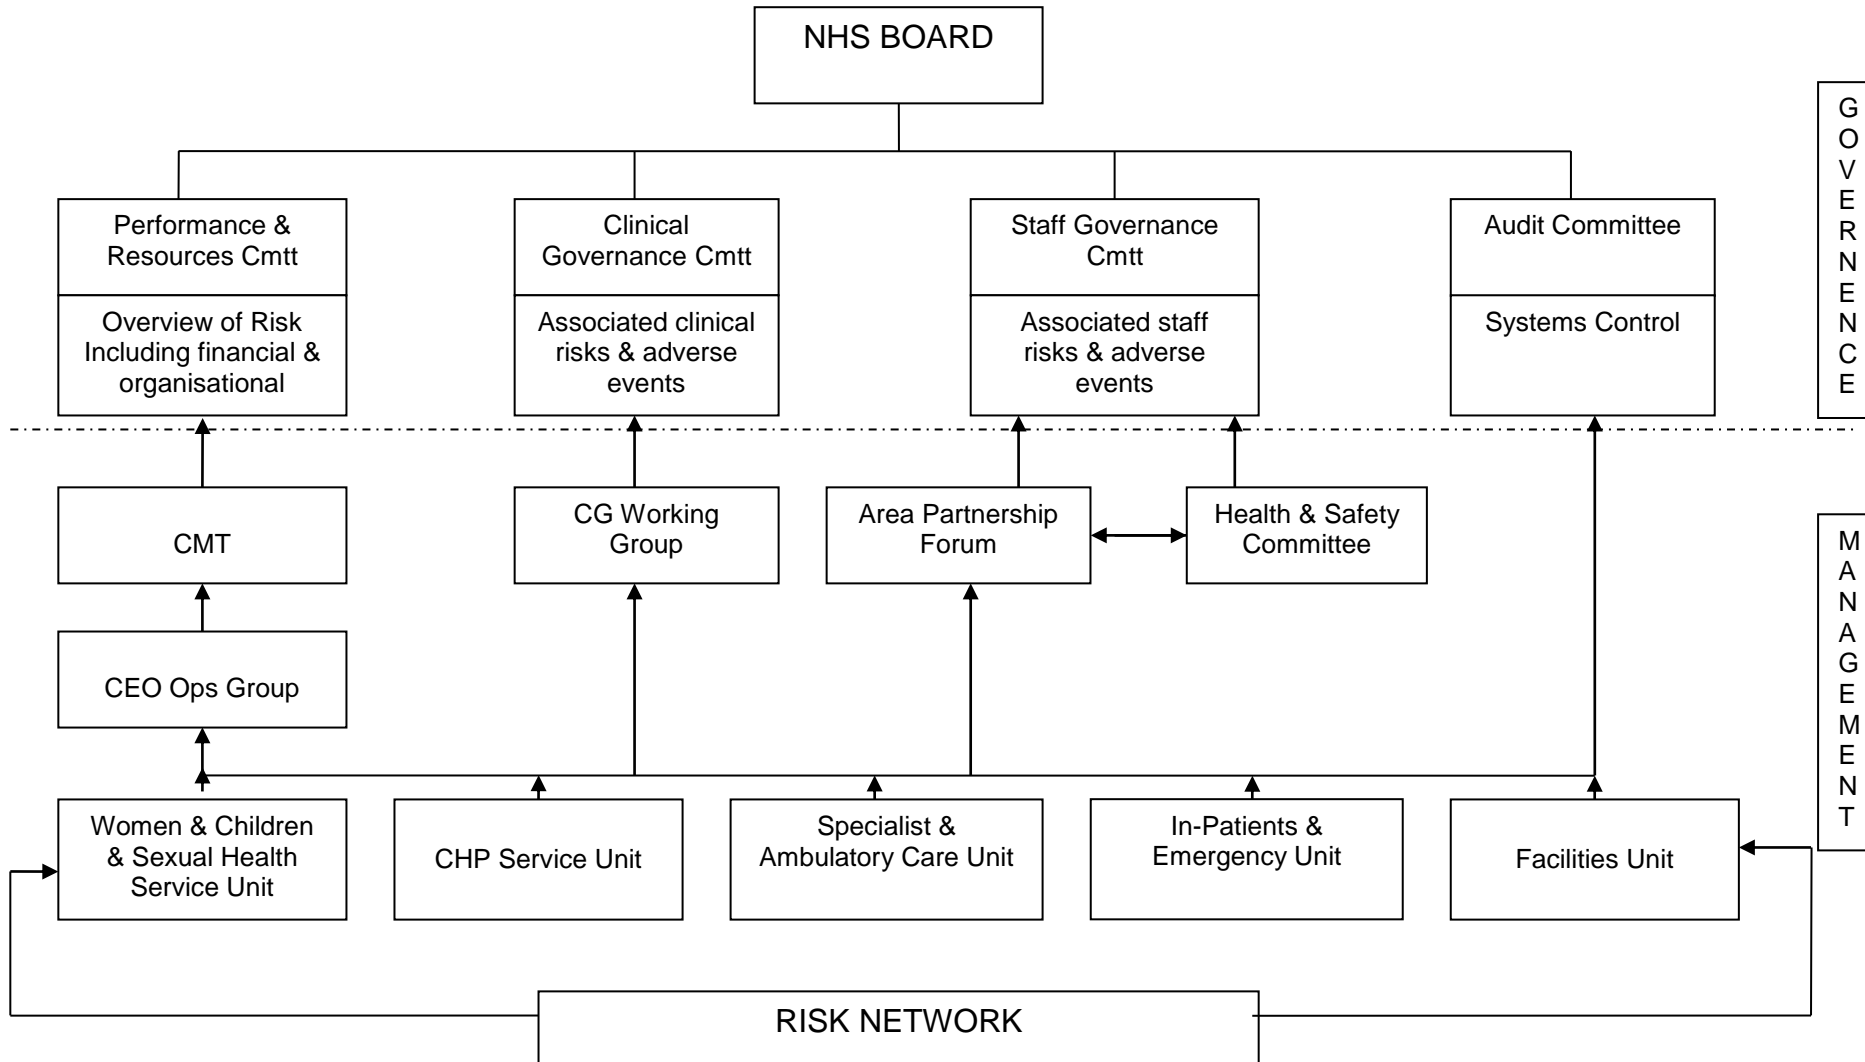 NHS BOARD
Performance &
Resources Cmtt
Overview of Risk
Including financial &
organisational
Clinical
Governance Cmtt
Associated clinical
risks & adverse
events
Staff Governance
Cmtt
Associated staff
risks & adverse
events
Audit Committee
Systems Control
G
O
V
E
R
N
E
N
C
E
CMT
CG Working
Group
Area Partnership
Forum
Health & Safety
Committee
CEO Ops Group
M
A
N
A
G
E
M
E
N
T
Women & Children
& Sexual Health
Service Unit
CHP Service Unit
Specialist &
Ambulatory Care Unit
In-Patients &
Emergency Unit
Facilities Unit
RISK NETWORK